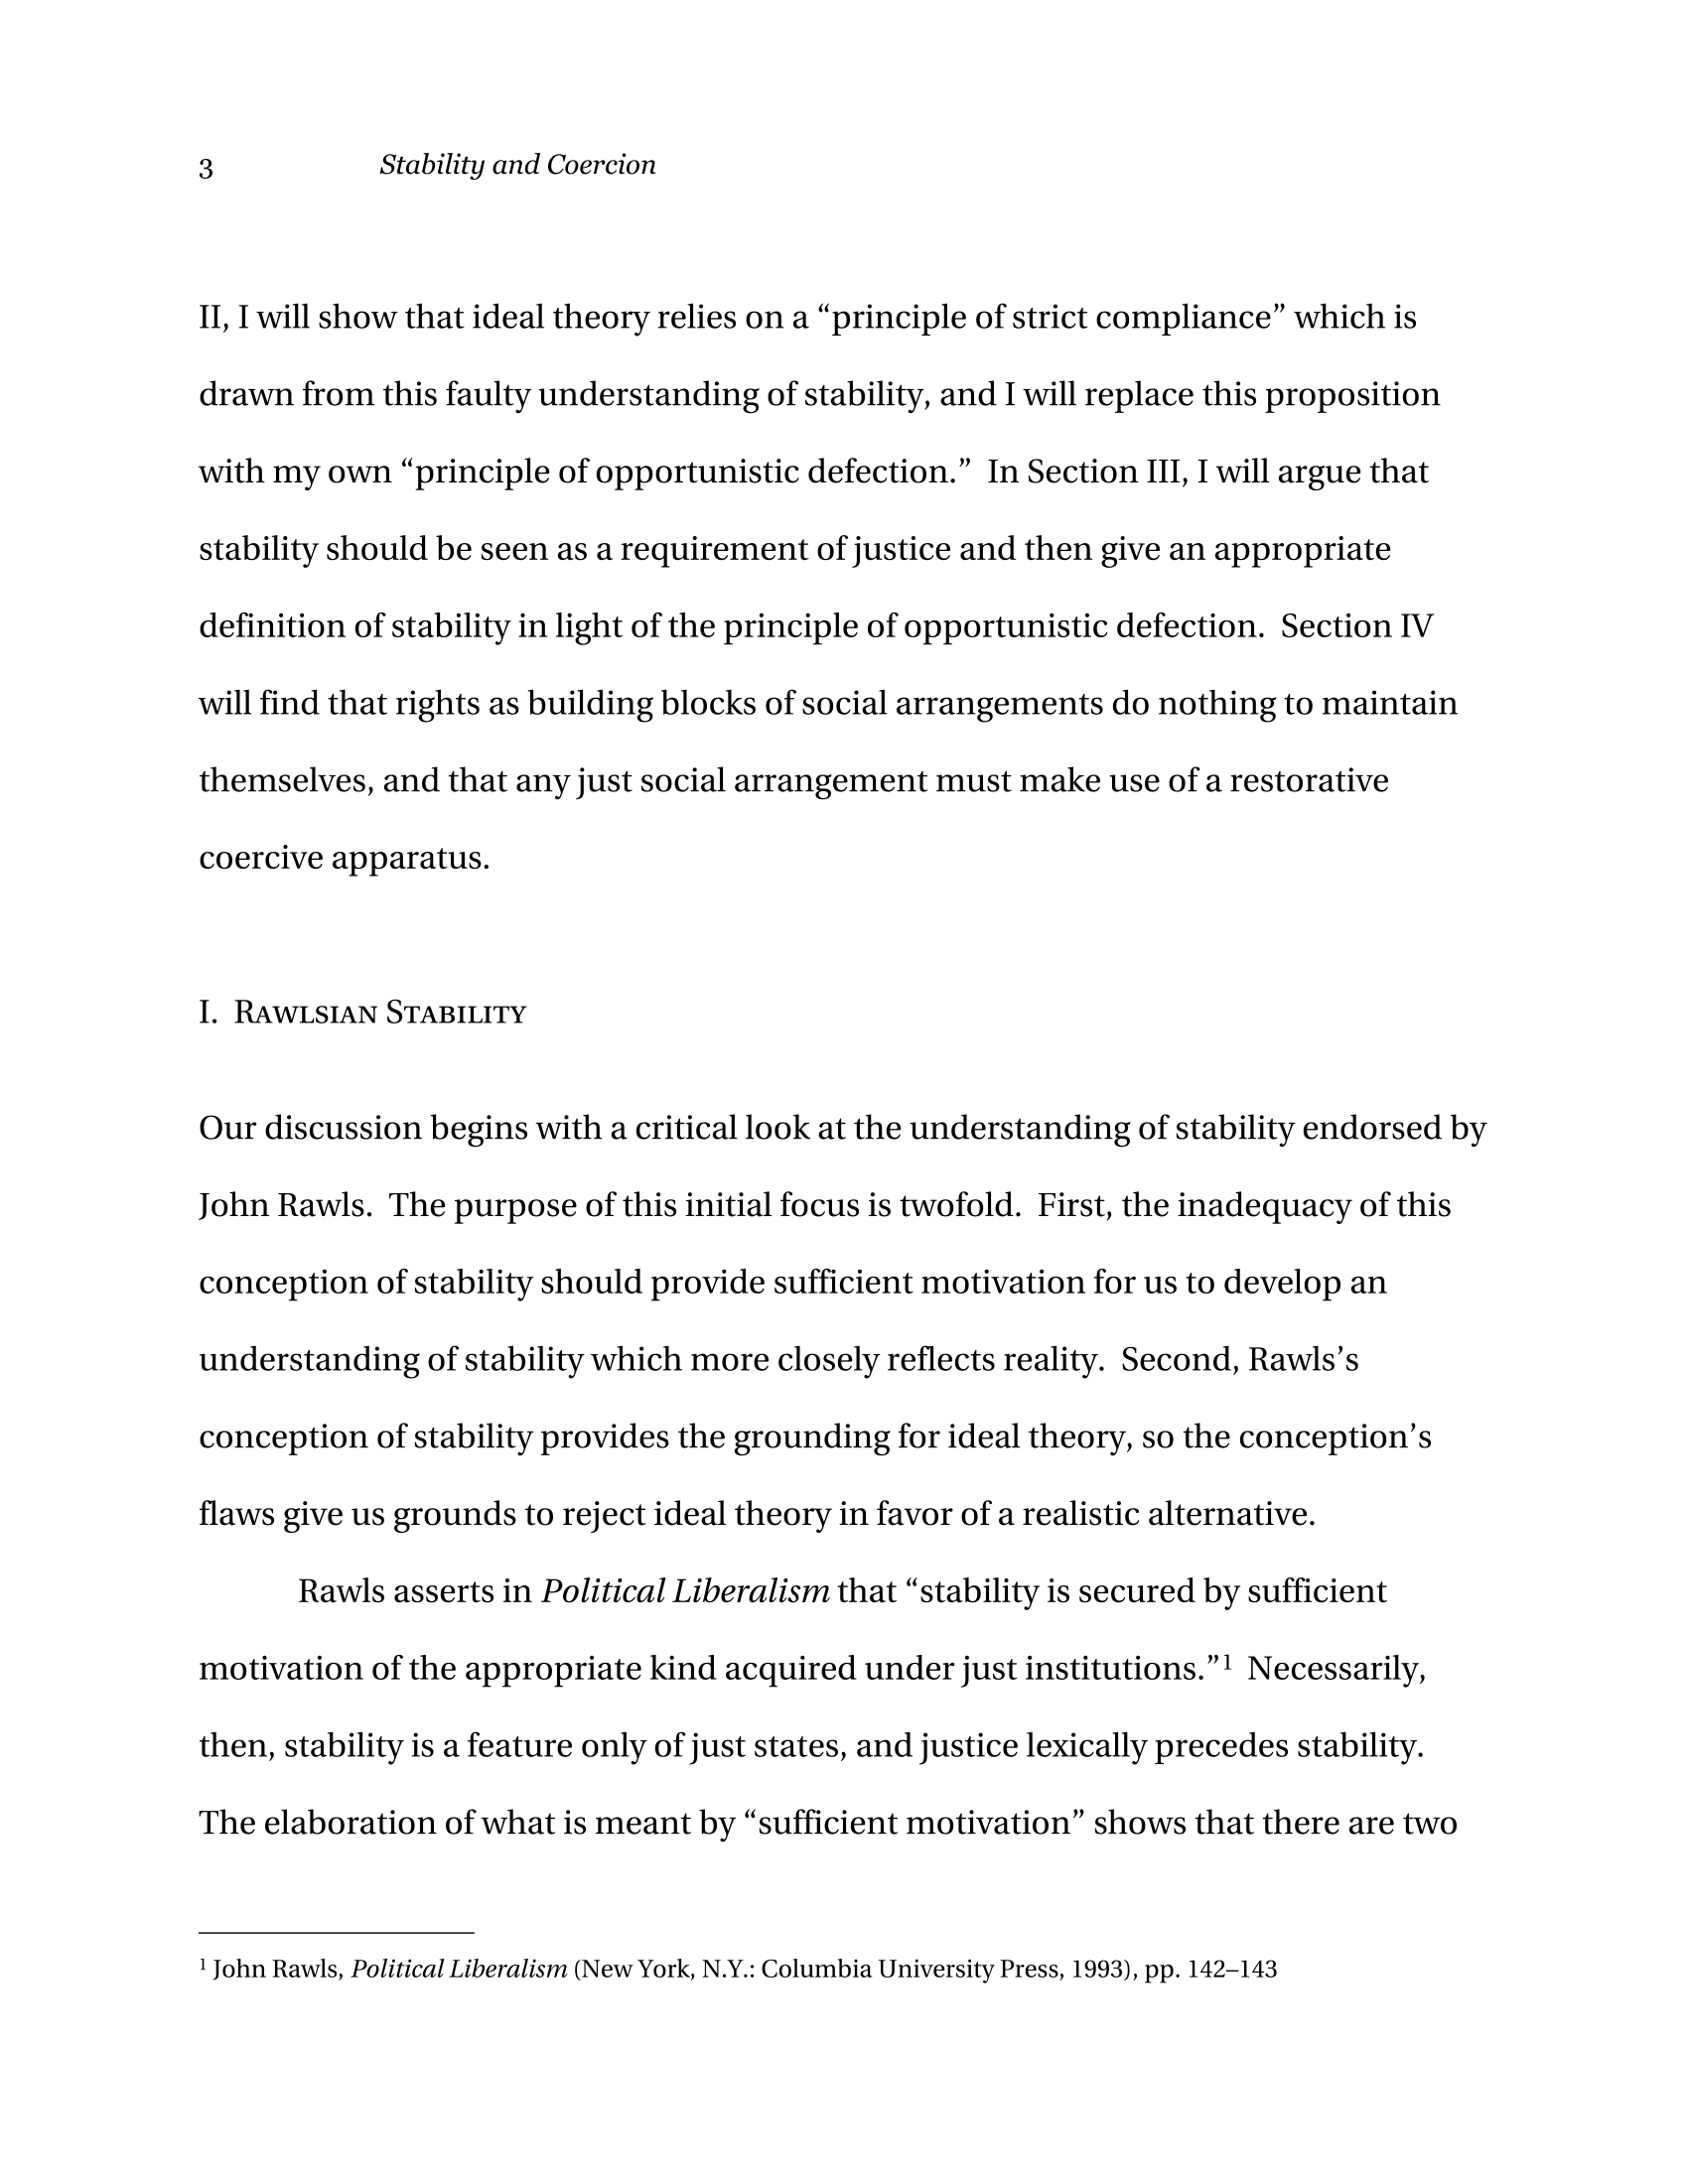 3 Stability and Coercion
II, I will show that ideal theory relies on a “principle of strict compliance” which is
drawn from this faulty understanding of stability, and I will replace this proposition
with my own “principle of opportunistic defection.”  In Section III, I will argue that
stability should be seen as a requirement of justice and then give an appropriate
definition of stability in light of the principle of opportunistic defection.  Section IV
will find that rights as building blocks of social arrangements do nothing to maintain
themselves, and that any just social arrangement must make use of a restorative
coercive apparatus.
I.  Rawlsian Stability
Our discussion begins with a critical look at the understanding of stability endorsed by
John Rawls.  The purpose of this initial focus is twofold.  First, the inadequacy of this
conception of stability should provide sufficient motivation for us to develop an
understanding of stability which more closely reflects reality.  Second, Rawls’s
conception of stability provides the grounding for ideal theory, so the conception’s
flaws give us grounds to reject ideal theory in favor of a realistic alternative.
Rawls asserts in Political Liberalism that “stability is secured by sufficient
motivation of the appropriate kind acquired under just institutions.”¹  Necessarily,
then, stability is a feature only of just states, and justice lexically precedes stability.
The elaboration of what is meant by “sufficient motivation” shows that there are two
¹ John Rawls, Political Liberalism (New York, N.Y.: Columbia University Press, 1993), pp. 142–143